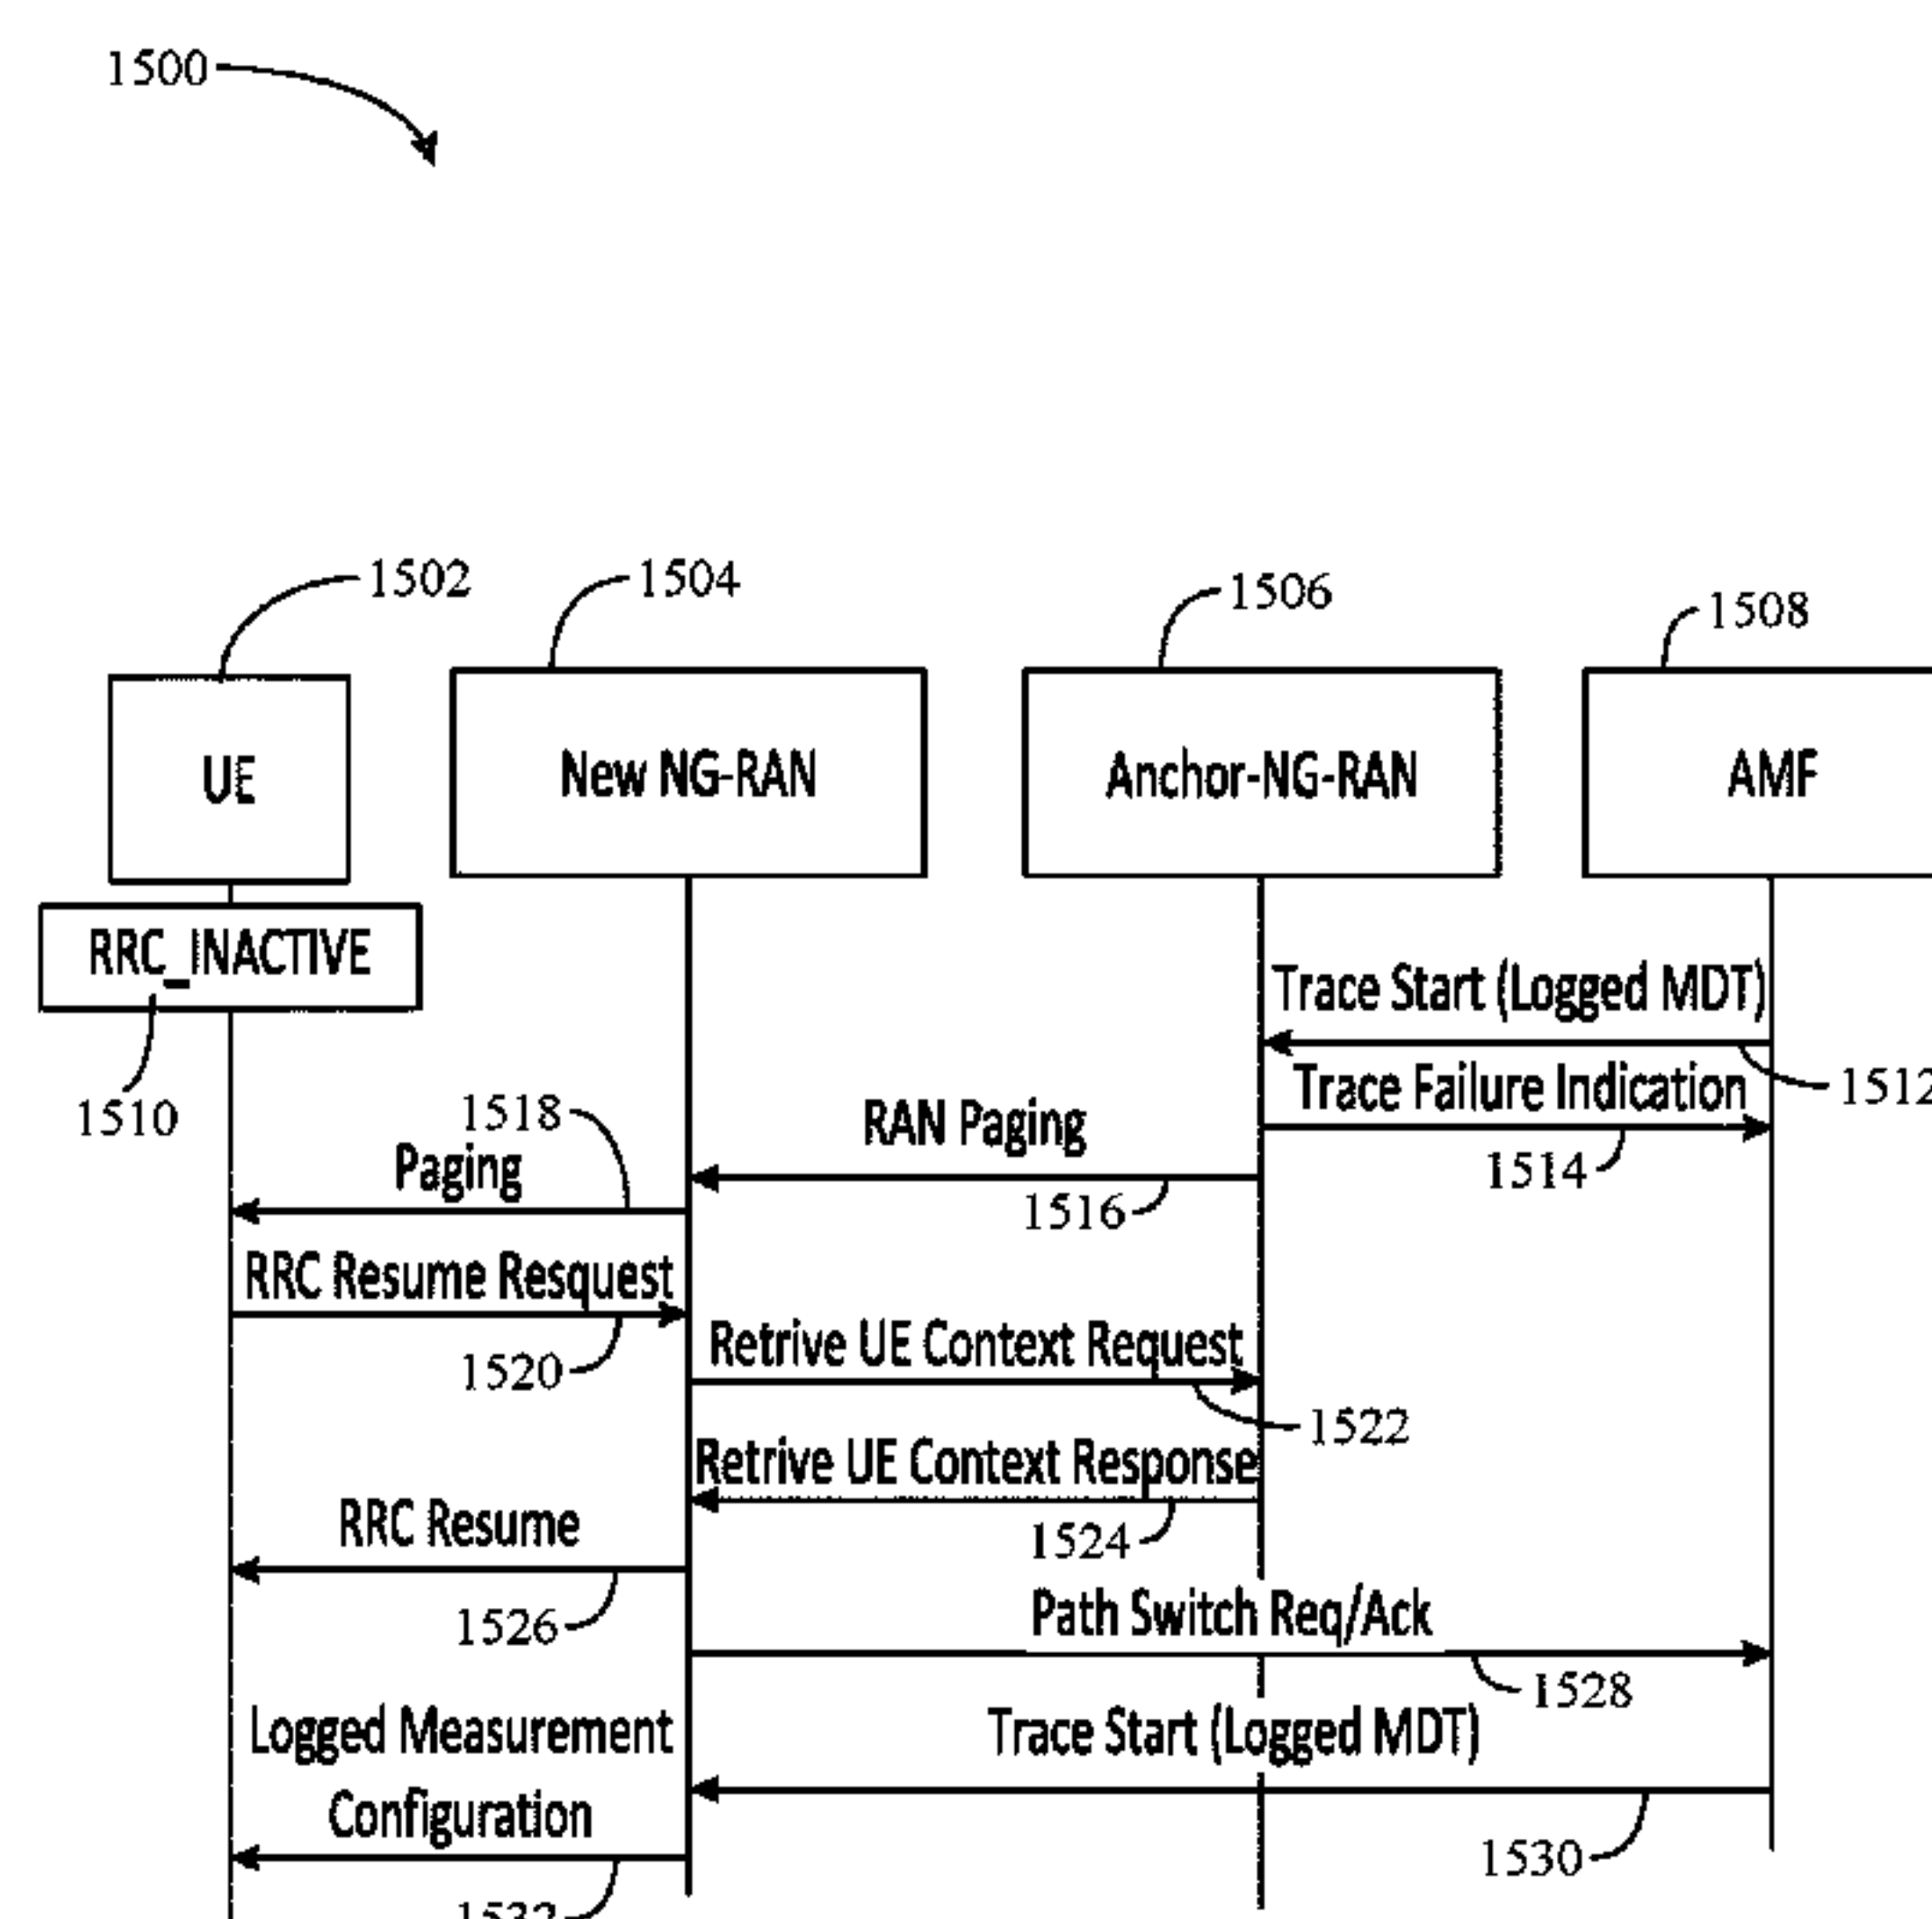 1500
1502
1504
1506
1508
UE
New NG-RAN
Anchor-NG-RAN
AMF
RRC_INACTIVE
1510
Trace Start (Logged MDT)
1512
Trace Failure Indication
1514
RAN Paging
1516
1518
Paging
RRC Resume Resquest
1520
Retrive UE Context Request
1522
Retrive UE Context Response
1524
RRC Resume
1526
Path Switch Req/Ack
1528
Trace Start (Logged MDT)
1530
Logged Measurement
Configuration
1532